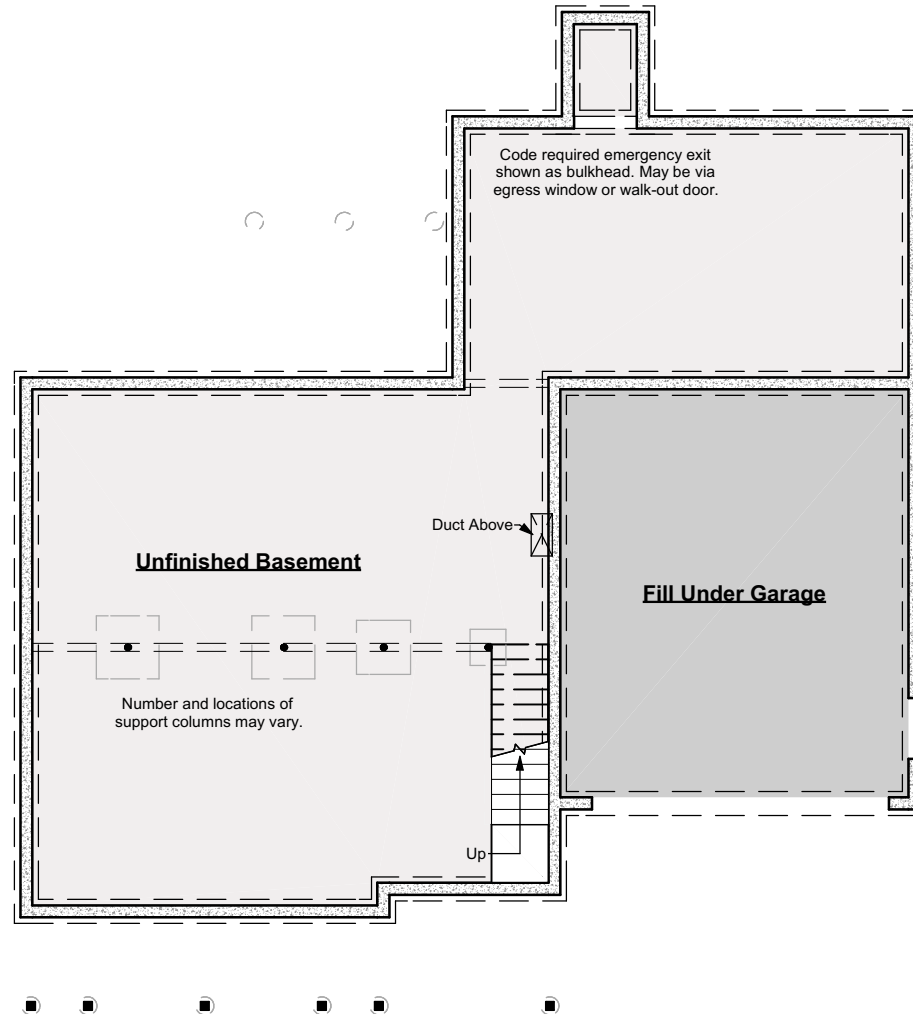 Code required emergency exit
shown as bulkhead. May be via
egress window or walk-out door.
Duct Above
Unfinished Basement
Fill Under Garage
Number and locations of
support columns may vary.
Up